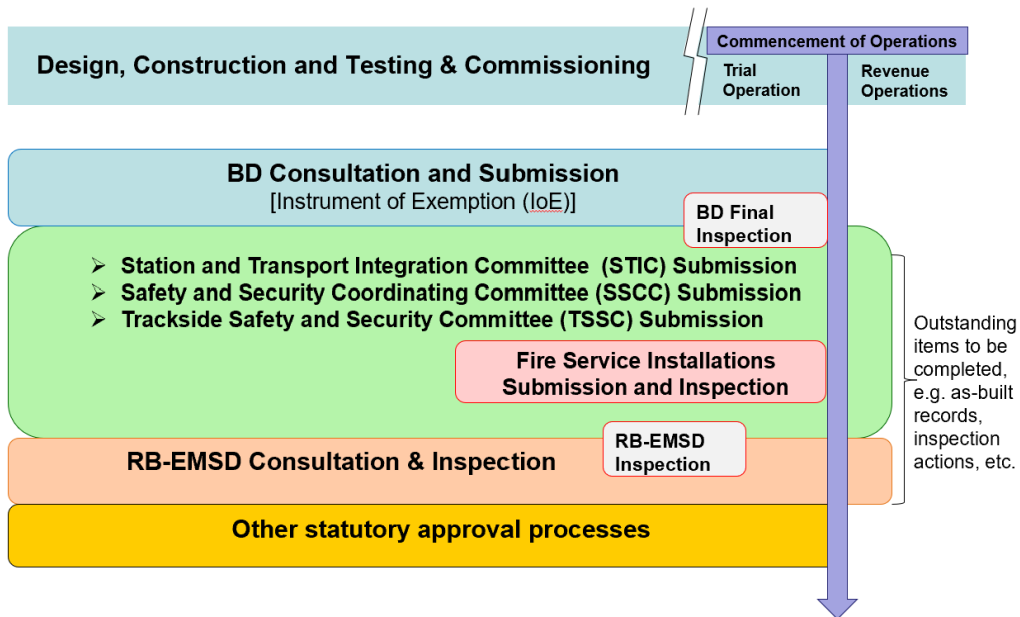 Commencement of Operations
Design, Construction and Testing & Commissioning
Trial
Operation
Revenue
Operations
BD Consultation and Submission
[Instrument of Exemption (IoE)]
BD Final
Inspection
➢ Station and Transport Integration Committee (STIC) Submission
➢ Safety and Security Coordinating Committee (SSCC) Submission
➢ Trackside Safety and Security Committee (TSSC) Submission
Fire Service Installations
Submission and Inspection
Outstanding
items to be
completed,
e.g. as-built
records,
inspection
actions, etc.
RB-EMSD Consultation & Inspection
RB-EMSD
Inspection
Other statutory approval processes